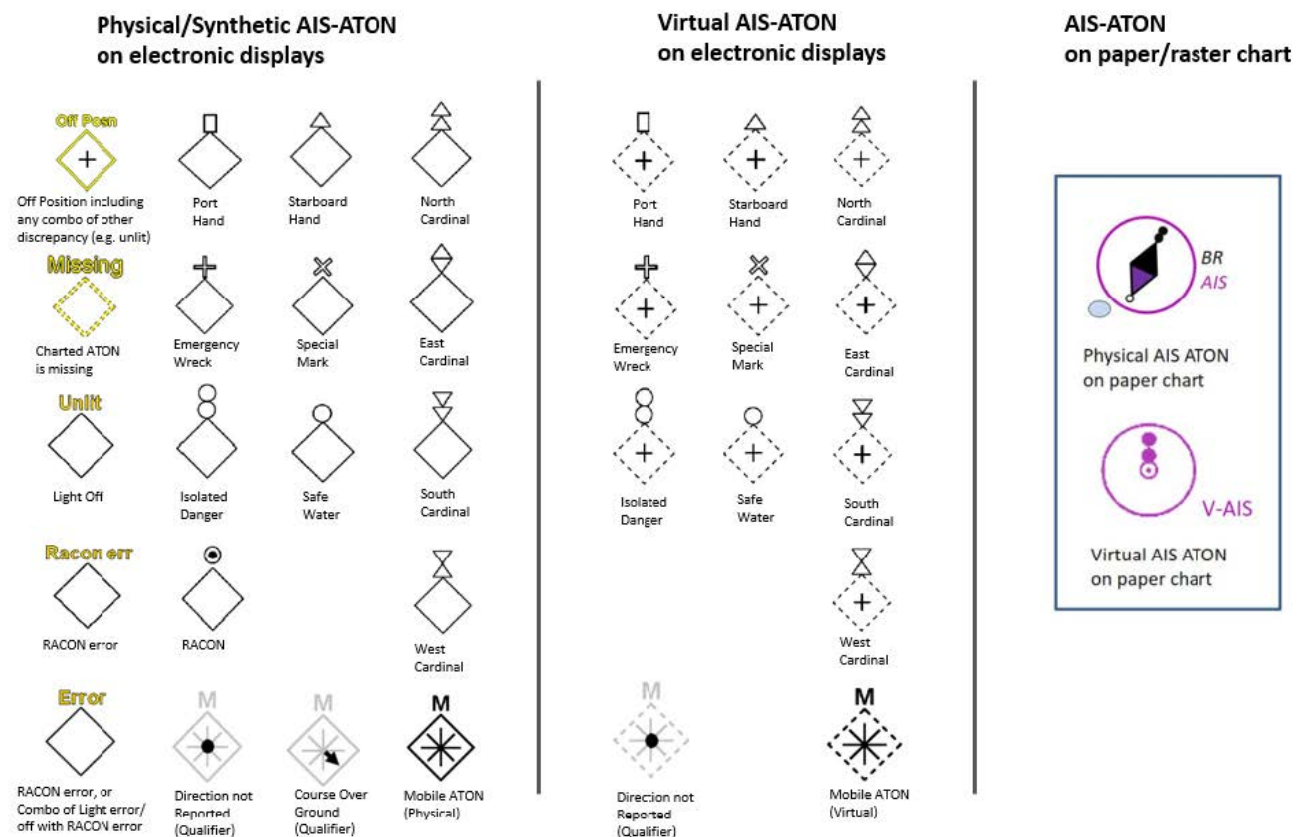 Physical/Synthetic AIS-ATON
on electronic displays
Off Posn
Off Position including
any combo of other
discrepancy (e.g. unlit)
Port
Hand
Starboard
Hand
North
Cardinal
Missing
Charted ATON
is missing
Emergency
Wreck
Special
Mark
East
Cardinal
Unlit
Light Off
Isolated
Danger
Safe
Water
South
Cardinal
Racon err
RACON error
RACON
West
Cardinal
Error
RACON error, or
Combo of Light error/
off with RACON error
M
Direction not
Reported
(Qualifier)
M
Course Over
Ground
(Qualifier)
M
Mobile ATON
(Physical)
Virtual AIS-ATON
on electronic displays
Port
Hand
Starboard
Hand
North
Cardinal
Emergency
Wreck
Special
Mark
East
Cardinal
Isolated
Danger
Safe
Water
South
Cardinal
West
Cardinal
M
Direction not
Reported
(Qualifier)
M
Mobile ATON
(Virtual)
AIS-ATON
on paper/raster chart
BR
AIS
Physical AIS ATON
on paper chart
V-AIS
Virtual AIS ATON
on paper chart